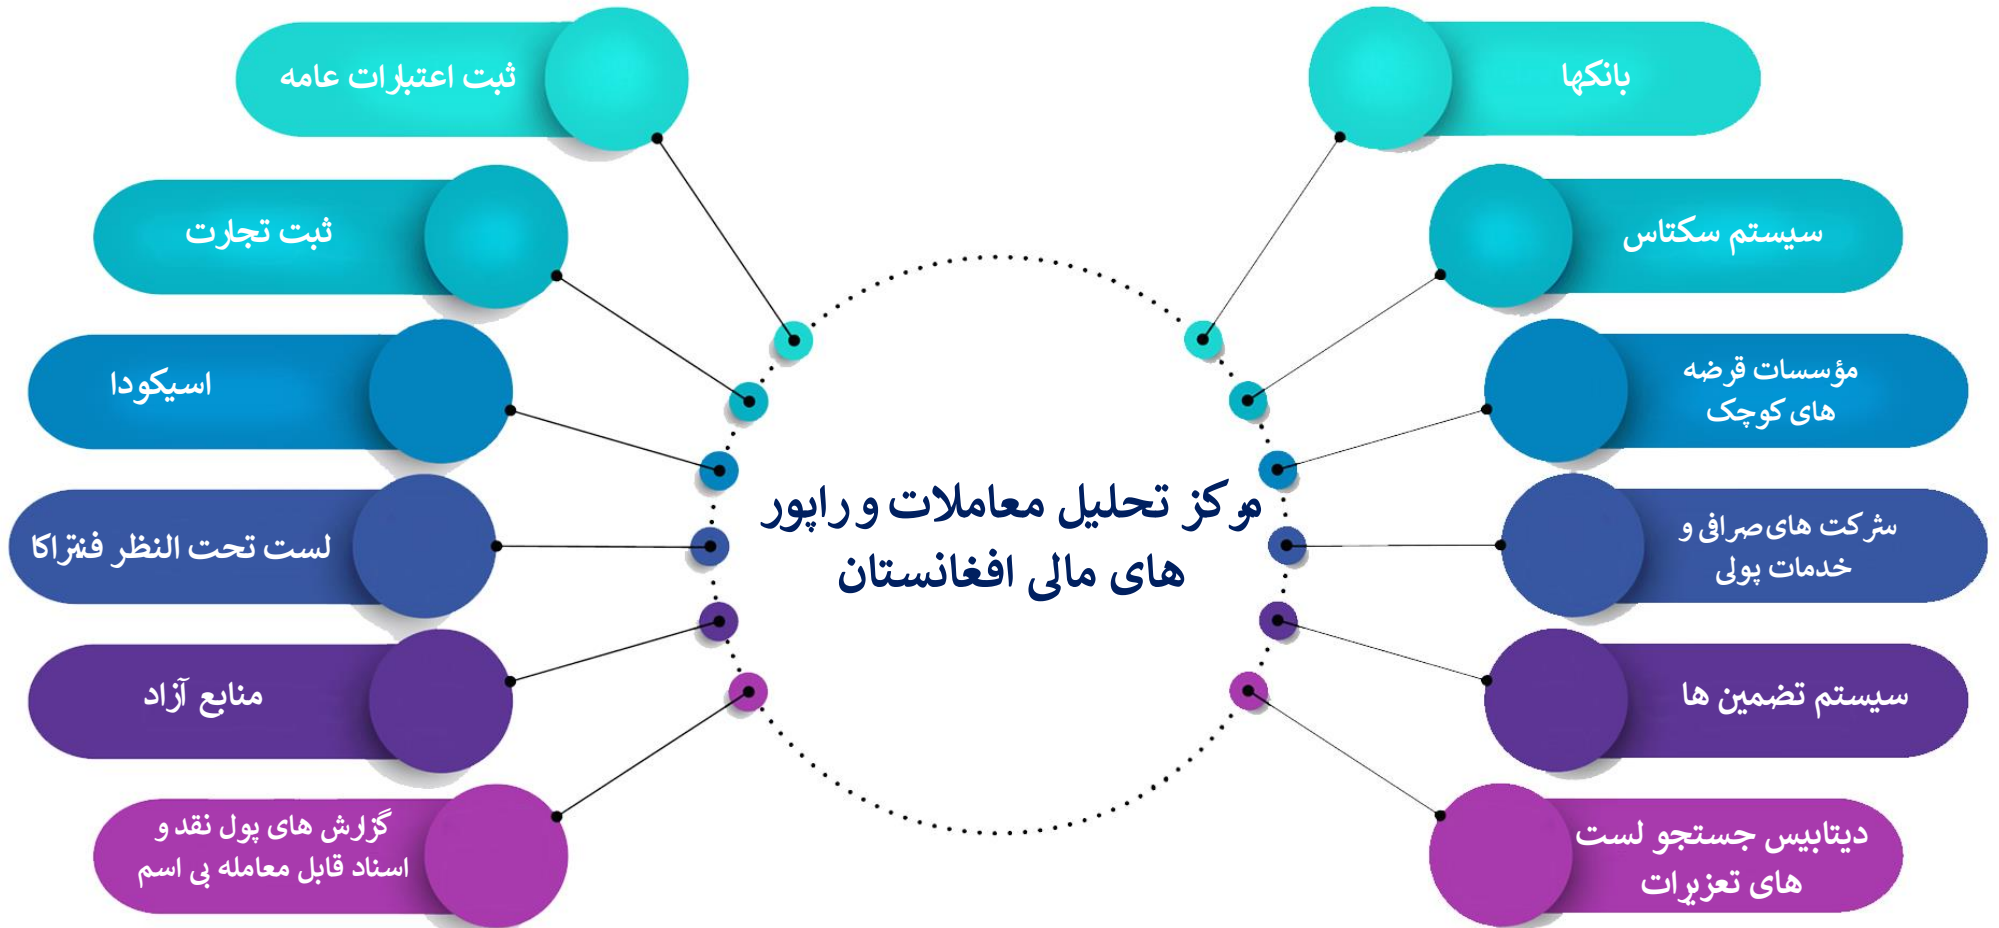 مرکز تحلیل معاملات و راپور
های مالی افغانستان
بانکها
سیستم سکتاس
مؤسسات قرضه
های کوچک
شرکت های صرافی و
خدمات پولی
سیستم تضمین ها
دیتابیس جستجو لست
های تعزیرات
ثبت اعتبارات عامه
ثبت تجارت
اسیکودا
لست تحت النظر فنتراکا
منابع آزاد
گزارش های پول نقد و
اسناد قابل معامله بی اسم